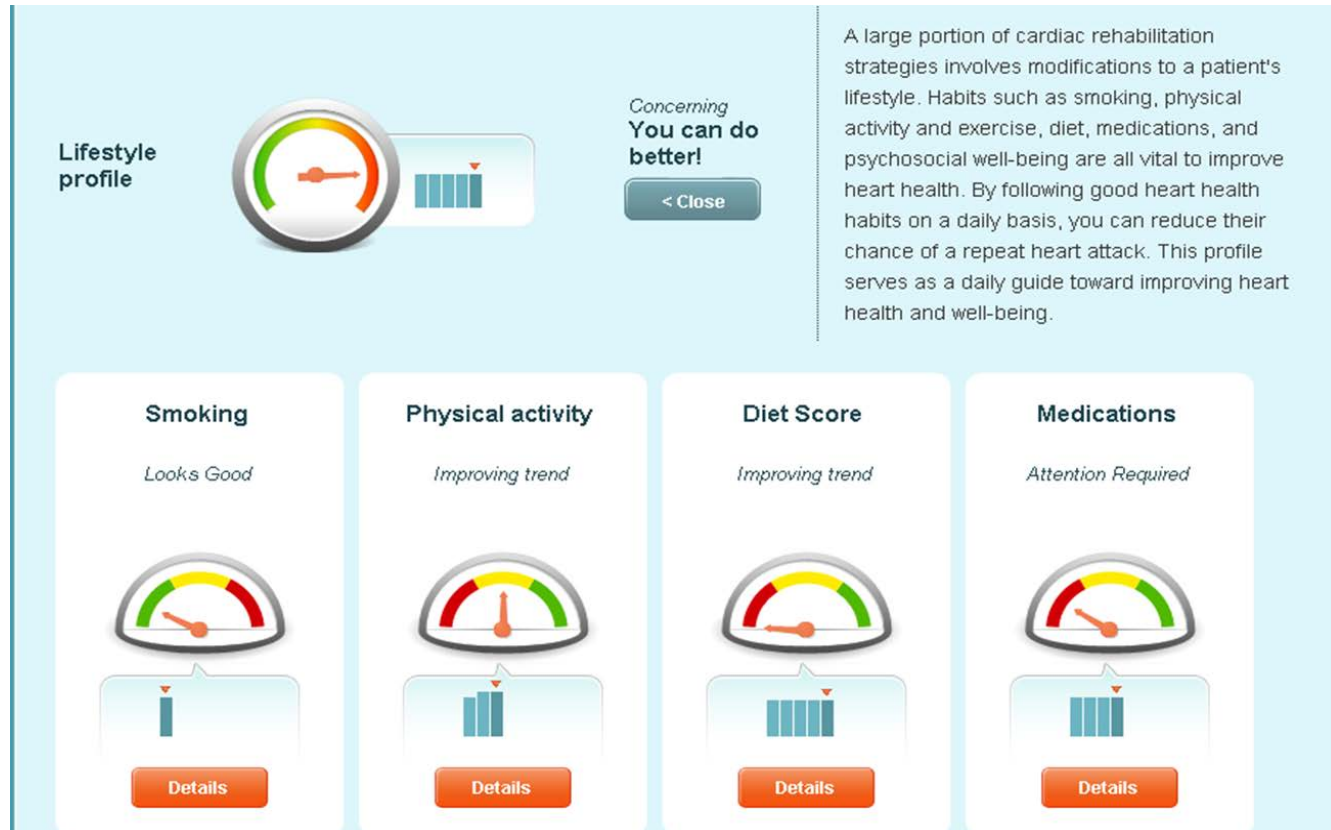 Lifestyle
profile
Concerning
You can do
better!
< Close
A large portion of cardiac rehabilitation
strategies involves modifications to a patient's
lifestyle. Habits such as smoking, physical
activity and exercise, diet, medications, and
psychosocial well-being are all vital to improve
heart health. By following good heart health
habits on a daily basis, you can reduce their
chance of a repeat heart attack. This profile
serves as a daily guide toward improving heart
health and well-being.
Smoking
Looks Good
Details
Physical activity
Improving trend
Details
Diet Score
Improving trend
Details
Medications
Attention Required
Details